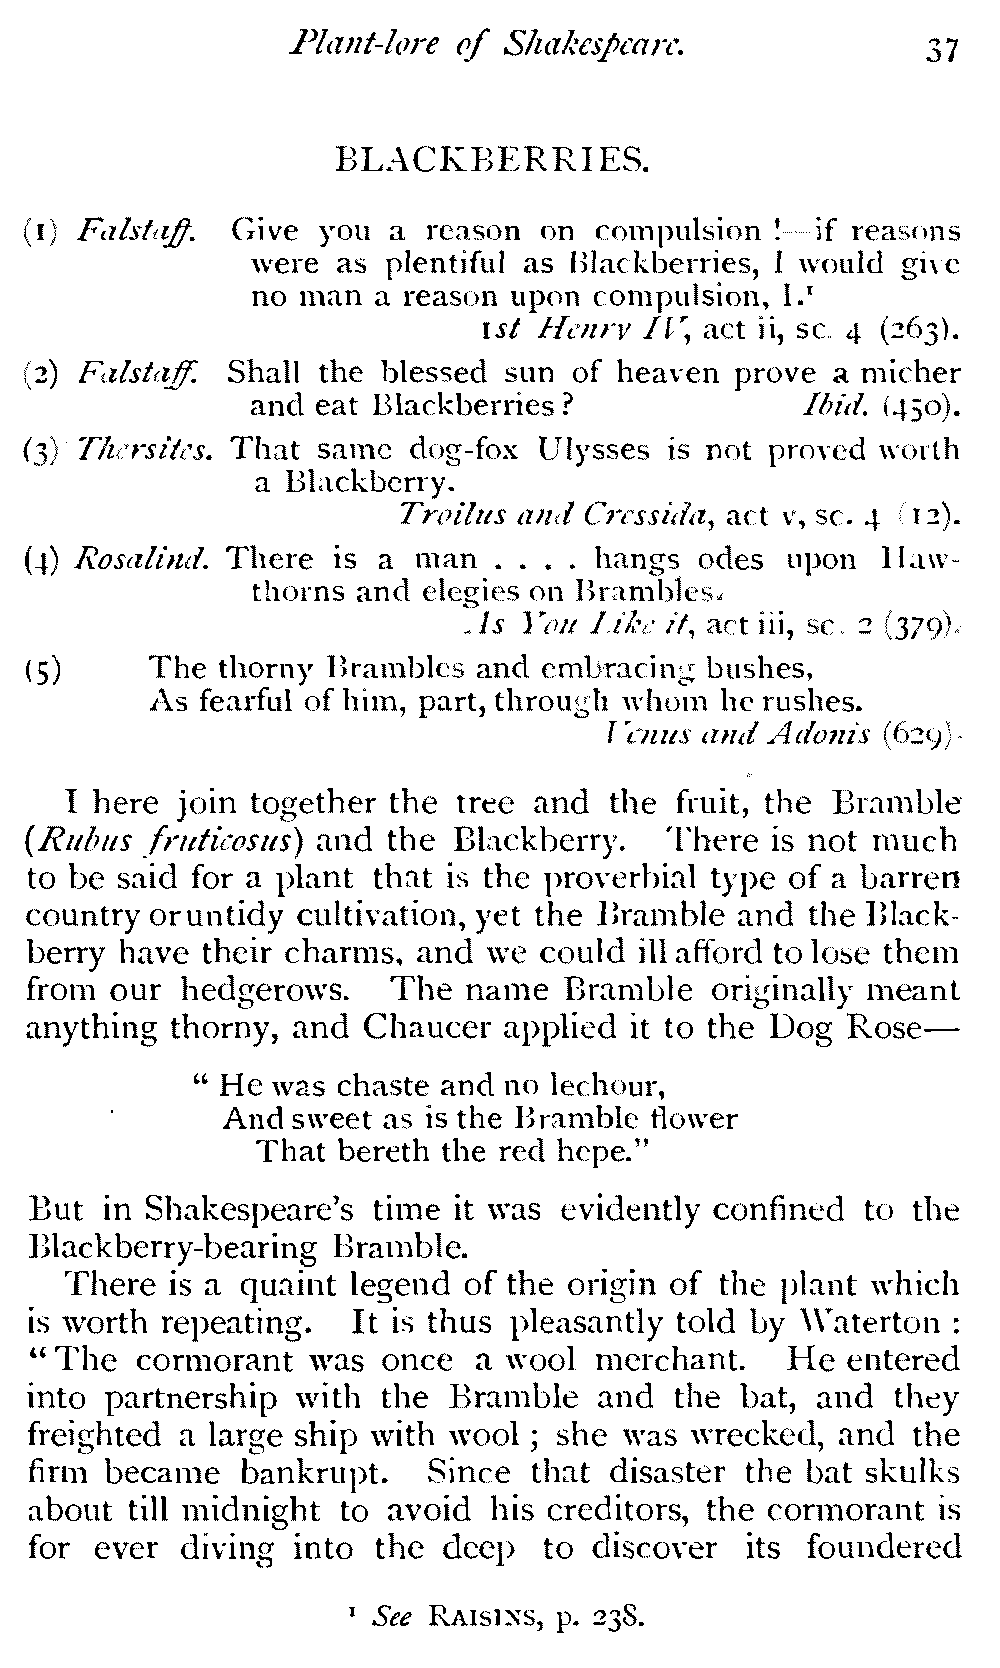 Plant-lore of Shakespeare. 37
BLACKBERRIES.
(1) Falstaff. Give you a reason on compulsion !—if reasons
were as plentiful as Blackberries, I would give
no man a reason upon compulsion, I.¹
1st Henry IV, act ii, sc. 4 (263).
(2) Falstaff. Shall the blessed sun of heaven prove a micher
and eat Blackberries ? Ibid. (450).
(3) Thersites. That same dog-fox Ulysses is not proved worth
a Blackberry.
Troilus and Cressida, act v, sc. 4 (12).
(4) Rosalind. There is a man . . . . hangs odes upon Haw-
thorns and elegies on Brambles.
As You Like it, act iii, sc. 2 (379).
(5) The thorny Brambles and embracing bushes,
As fearful of him, part, through whom he rushes.
Venus and Adonis (629).
I here join together the tree and the fruit, the Bramble
(Rubus fruticosus) and the Blackberry. There is not much
to be said for a plant that is the proverbial type of a barren
country or untidy cultivation, yet the Bramble and the Black-
berry have their charms, and we could ill afford to lose them
from our hedgerows. The name Bramble originally meant
anything thorny, and Chaucer applied it to the Dog Rose—
“ He was chaste and no lechour,
And sweet as is the Bramble flower
That bereth the red hepe.”
But in Shakespeare’s time it was evidently confined to the
Blackberry-bearing Bramble.
There is a quaint legend of the origin of the plant which
is worth repeating. It is thus pleasantly told by Waterton :
“ The cormorant was once a wool merchant. He entered
into partnership with the Bramble and the bat, and they
freighted a large ship with wool ; she was wrecked, and the
firm became bankrupt. Since that disaster the bat skulks
about till midnight to avoid his creditors, the cormorant is
for ever diving into the deep to discover its foundered
¹ See RAISINS, p. 238.